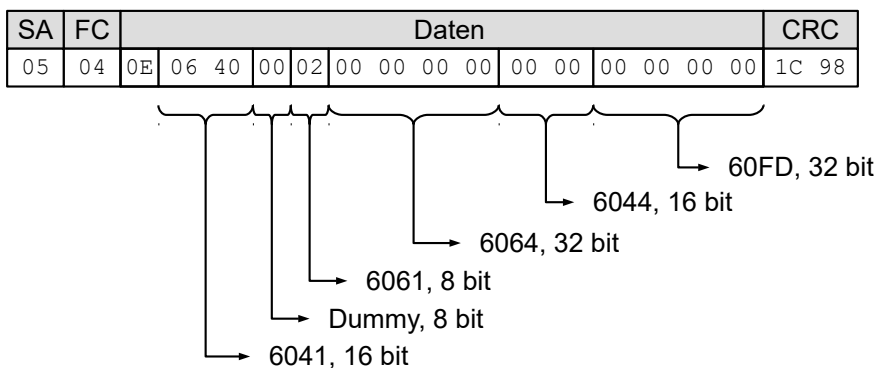 SA FC Daten CRC
05 04 0E 06 40 00 02 00 00 00 00 00 00 00 00 00 00 1C 98
60FD, 32 bit
6044, 16 bit
6064, 32 bit
6061, 8 bit
Dummy, 8 bit
6041, 16 bit